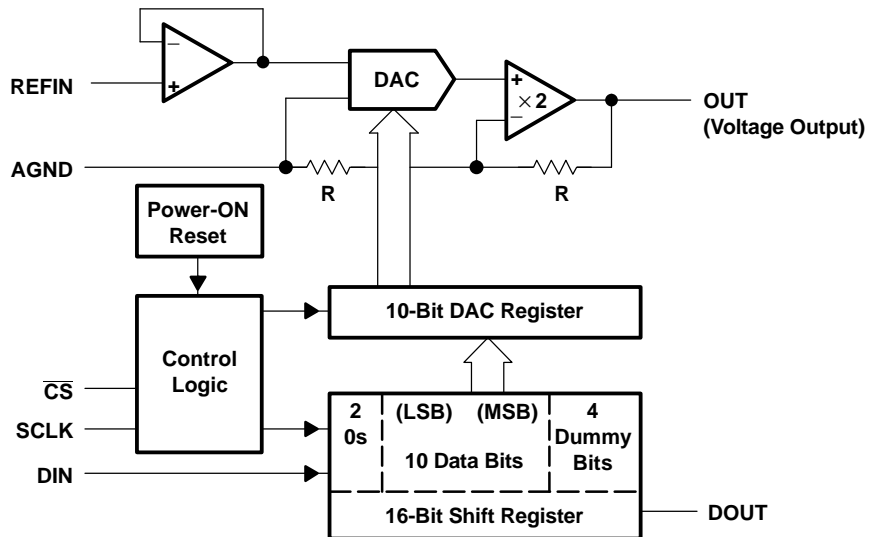 REFIN
−
+
DAC
+
× 2
−
OUT
(Voltage Output)
AGND
R
R
Power-ON
Reset
10-Bit DAC Register
Control
Logic
CS
SCLK
DIN
2
0s
(LSB) (MSB)
10 Data Bits
4
Dummy
Bits
16-Bit Shift Register
DOUT